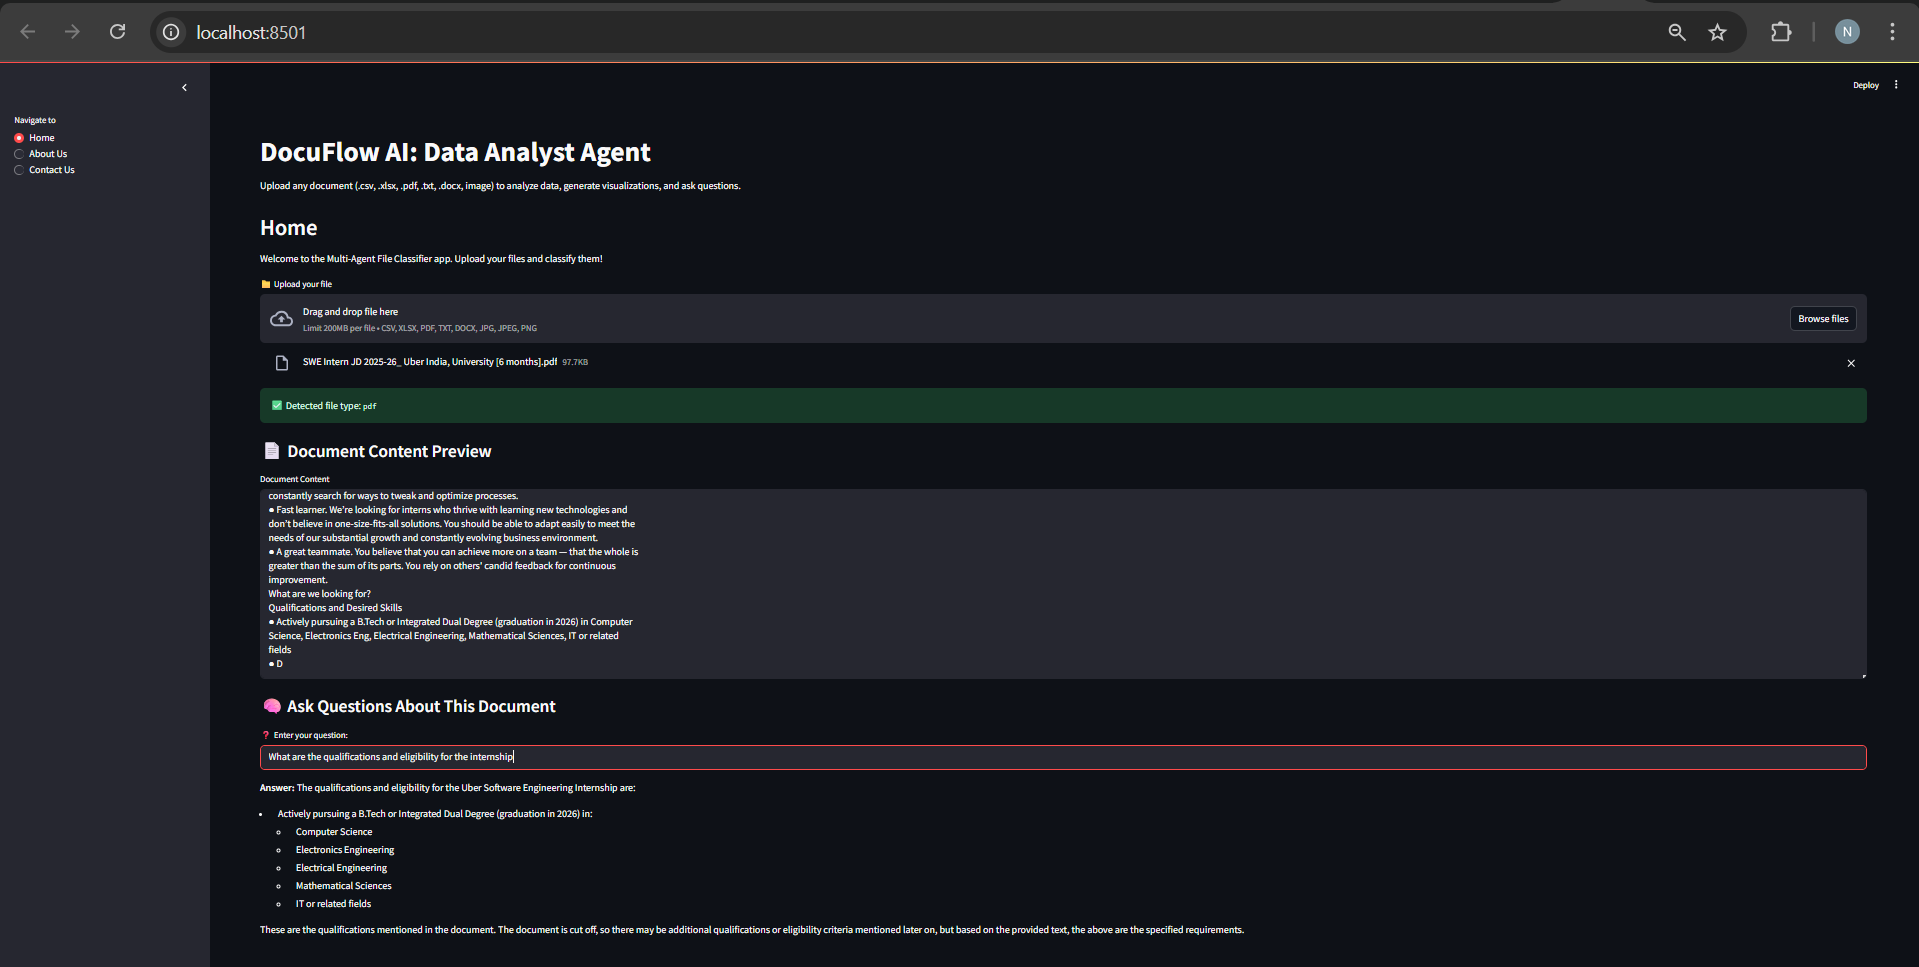 localhost:8501
N
Deploy
Navigate to
Home
About Us
Contact Us
DocuFlow AI: Data Analyst Agent
Upload any document (.csv, .xlsx, .pdf, .txt, .docx, image) to analyze data, generate visualizations, and ask questions.
Home
Welcome to the Multi-Agent File Classifier app. Upload your files and classify them!
Upload your file
Drag and drop file here
Limit 200MB per file • CSV, XLSX, PDF, TXT, DOCX, JPG, JPEG, PNG
Browse files
SWE Intern JD 2025-26_ Uber India, University [6 months].pdf 97.7KB
Detected file type: pdf
Document Content Preview
Document Content
constantly search for ways to tweak and optimize processes.
● Fast learner. We're looking for interns who thrive with learning new technologies and
don't believe in one-size-fits-all solutions. You should be able to adapt easily to meet the
needs of our substantial growth and constantly evolving business environment.
● A great teammate. You believe that you can achieve more on a team — that the whole is
greater than the sum of its parts. You rely on others' candid feedback for continuous
improvement.
What are we looking for?
Qualifications and Desired Skills
● Actively pursuing a B.Tech or Integrated Dual Degree (graduation in 2026) in Computer
Science, Electronics Eng, Electrical Engineering, Mathematical Sciences, IT or related
fields
● D
Ask Questions About This Document
Enter your question:
What are the qualifications and eligibility for the internship
Answer: The qualifications and eligibility for the Uber Software Engineering Internship are:
• Actively pursuing a B.Tech or Integrated Dual Degree (graduation in 2026) in:
◦ Computer Science
◦ Electronics Engineering
◦ Electrical Engineering
◦ Mathematical Sciences
◦ IT or related fields
These are the qualifications mentioned in the document. The document is cut off, so there may be additional qualifications or eligibility criteria mentioned later on, but based on the provided text, the above are the specified requirements.